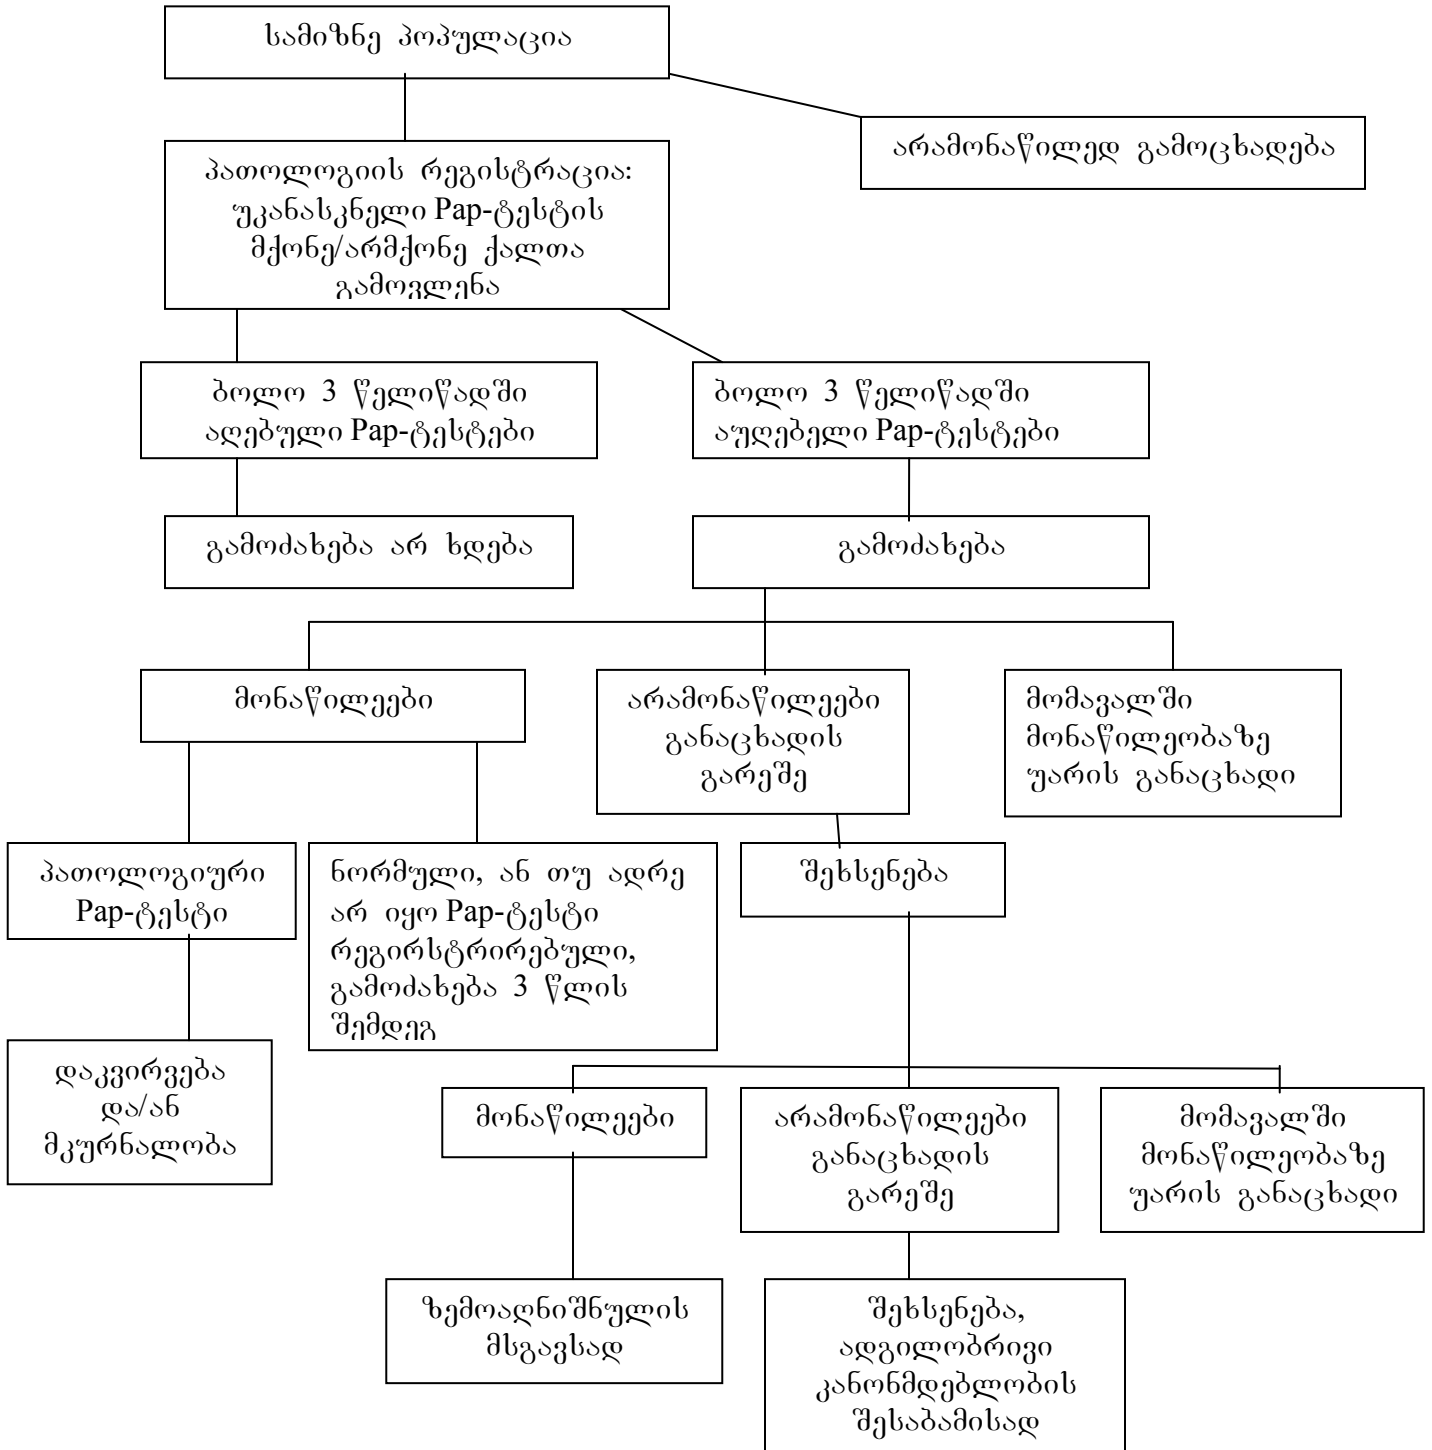 სამიზნე პოპულაცია
არამონაწილედ გამოცხადება
პათოლოგიის რეგისტრაცია:
უკანასკნელი Pap-ტესტის
მქონე/არმქონე ქალთა
გამოვლენა
ბოლო 3 წელიწადში
აღებული Pap-ტესტები
ბოლო 3 წელიწადში
აუღებელი Pap-ტესტები
გამოძახება არ ხდება
გამოძახება
მონაწილეები
არამონაწილეები
განაცხადის
გარეშე
მომავალში
მონაწილეობაზე
უარის განაცხადი
პათოლოგიური
Pap-ტესტი
ნორმული, ან თუ ადრე
არ იყო Pap-ტესტი
რეგირსტრირებული,
გამოძახება 3 წლის
შემდეგ
შეხსენება
დაკვირვება
და/ან
მკურნალობა
მონაწილეები
არამონაწილეები
განაცხადის
გარეშე
მომავალში
მონაწილეობაზე
უარის განაცხადი
ზემოაღნიშნულის
მსგავსად
შეხსენება,
ადგილობრივი
კანონმდებლობის
შესაბამისად